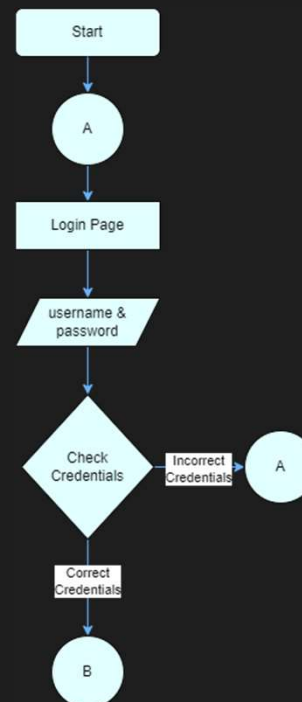 Start
A
Login Page
username &
password
Check
Credentials
Incorrect
Credentials
A
Correct
Credentials
B